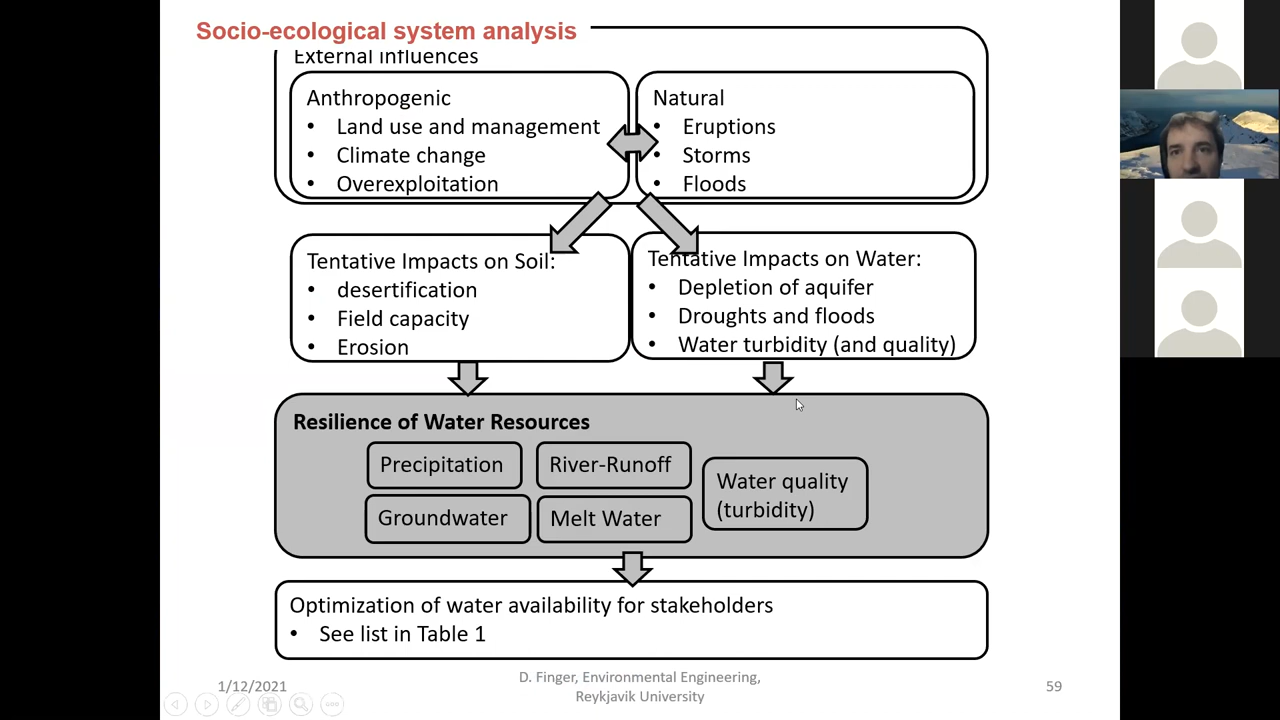 Socio-ecological system analysis
External influences
Anthropogenic
• Land use and management
• Climate change
• Overexploitation
Natural
• Eruptions
• Storms
• Floods
Tentative Impacts on Soil:
• desertification
• Field capacity
• Erosion
Tentative Impacts on Water:
• Depletion of aquifer
• Droughts and floods
• Water turbidity (and quality)
Resilience of Water Resources
Precipitation
River-Runoff
Groundwater
Melt Water
Water quality
(turbidity)
Optimization of water availability for stakeholders
• See list in Table 1
1/12/2021
D. Finger, Environmental Engineering,
Reykjavik University
59